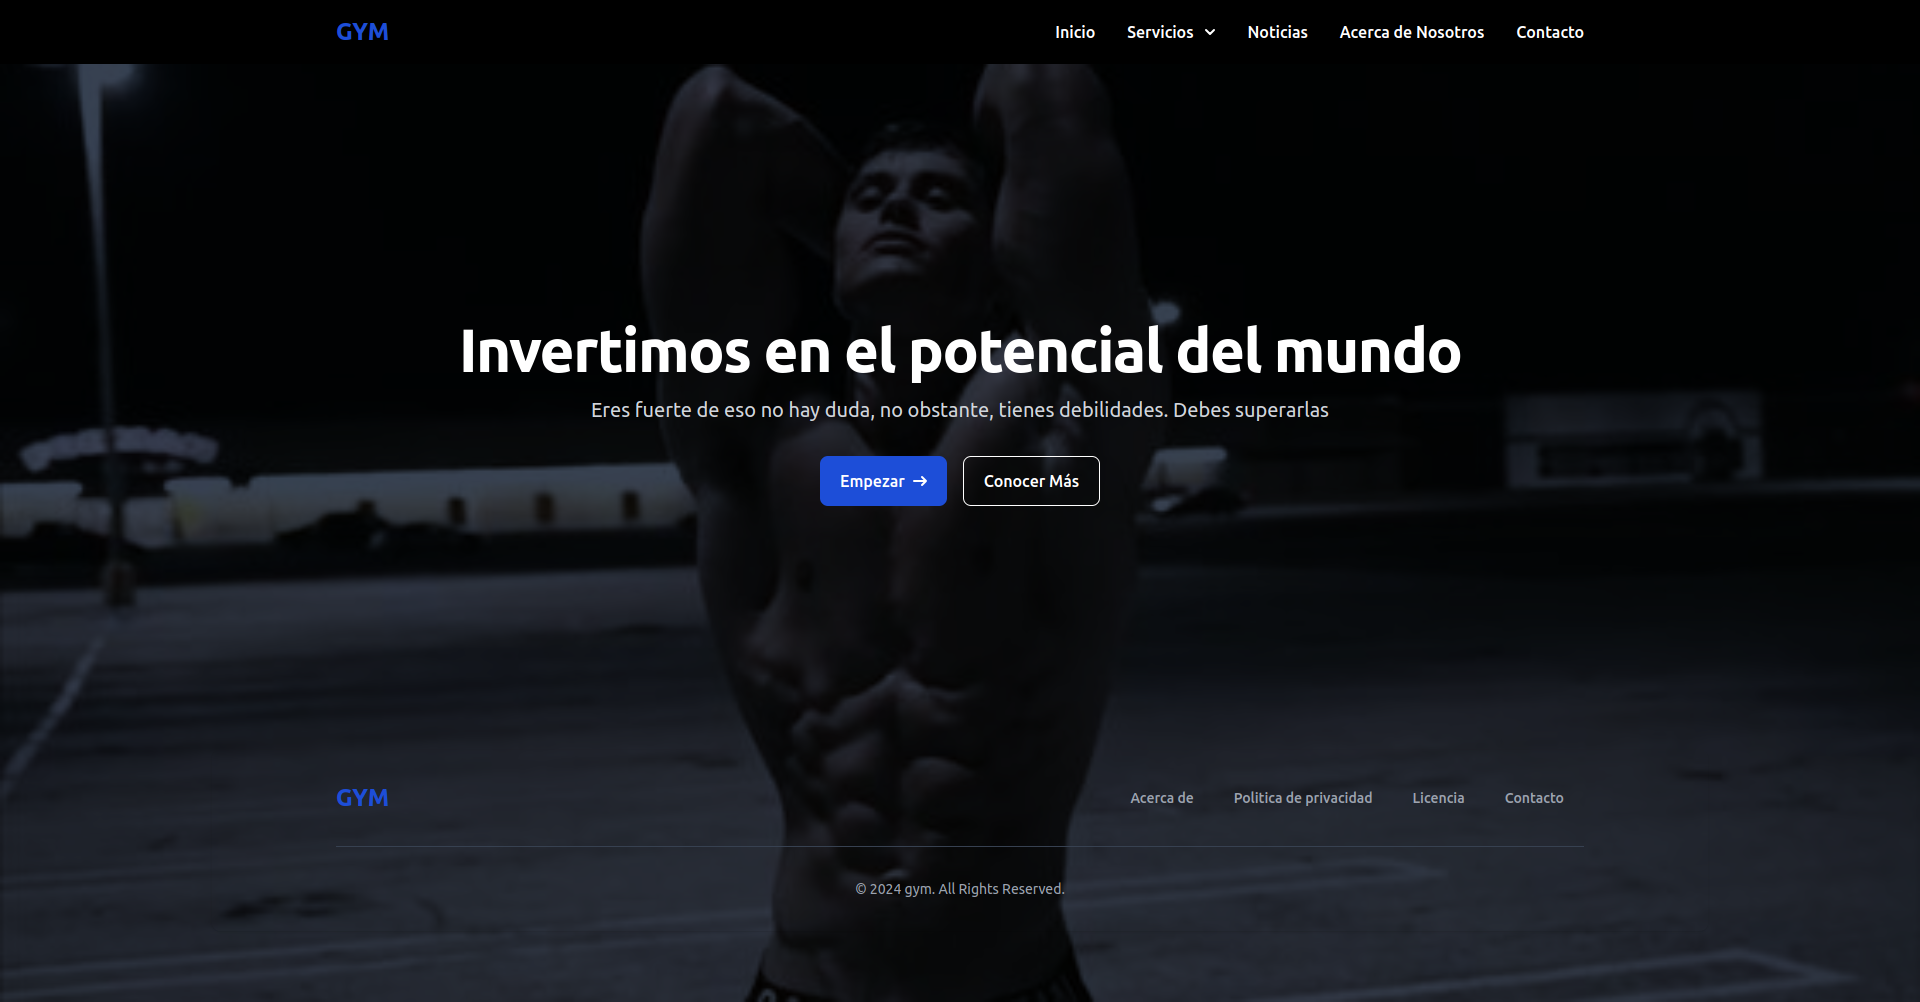 GYM
Inicio
Servicios
Noticias
Acerca de Nosotros
Contacto
Invertimos en el potencial del mundo
Eres fuerte de eso no hay duda, no obstante, tienes debilidades. Debes superarlas
Empezar
Conocer Más
GYM
Acerca de
Politica de privacidad
Licencia
Contacto
© 2024 gym. All Rights Reserved.